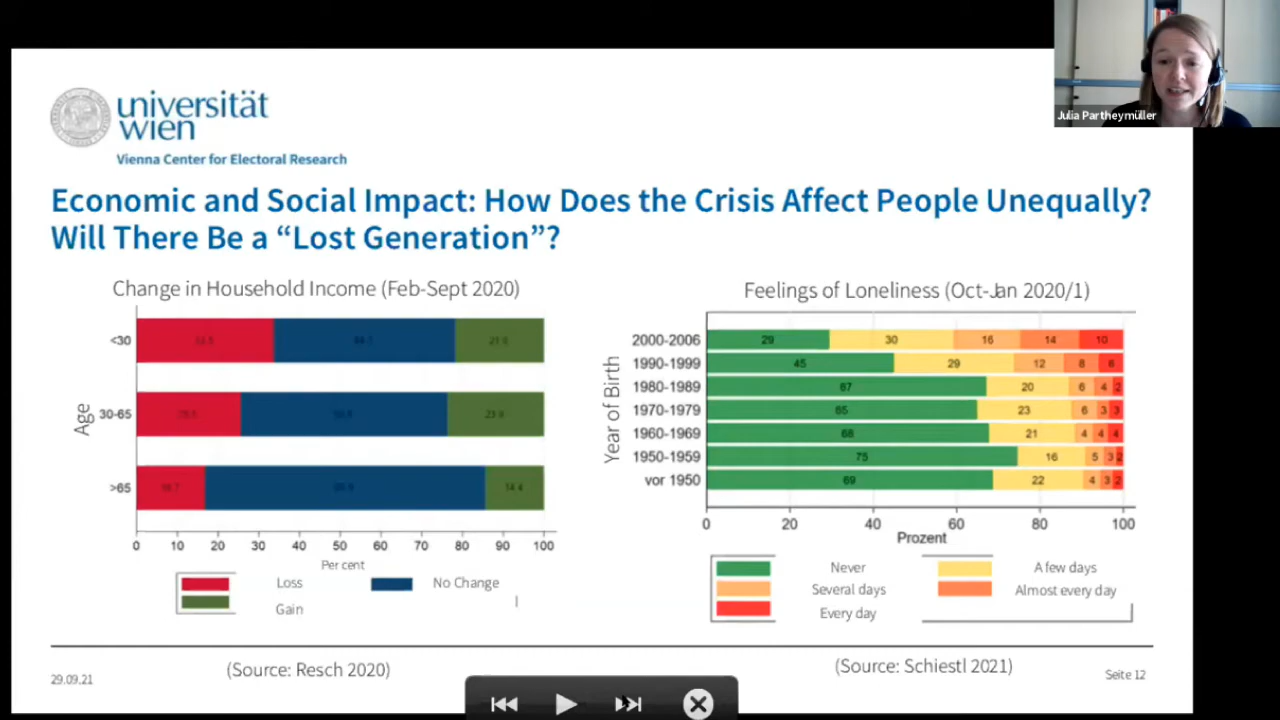 Julia Partheymüller
universität
wien
Vienna Center for Electoral Research
Economic and Social Impact: How Does the Crisis Affect People Unequally?
Will There Be a “Lost Generation”?
Change in Household Income (Feb-Sept 2020)
Age
<30
30-65
>65
0 10 20 30 40 50 60 70 80 90 100
Per cent
Loss
No Change
Gain
Feelings of Loneliness (Oct-Jan 2020/1)
Year of Birth
2000-2006 29 30 16 14 10
1990-1999 45 29 12 8 6
1980-1989 67 20 6 4 2
1970-1979 65 23 6 3 3
1960-1969 68 21 4 4 4
1950-1959 75 16 5 3 2
vor 1950 69 22 4 3 2
0 20 40 60 80 100
Prozent
Never
A few days
Several days
Almost every day
Every day
(Source: Resch 2020)
(Source: Schiestl 2021)
29.09.21
Seite 12